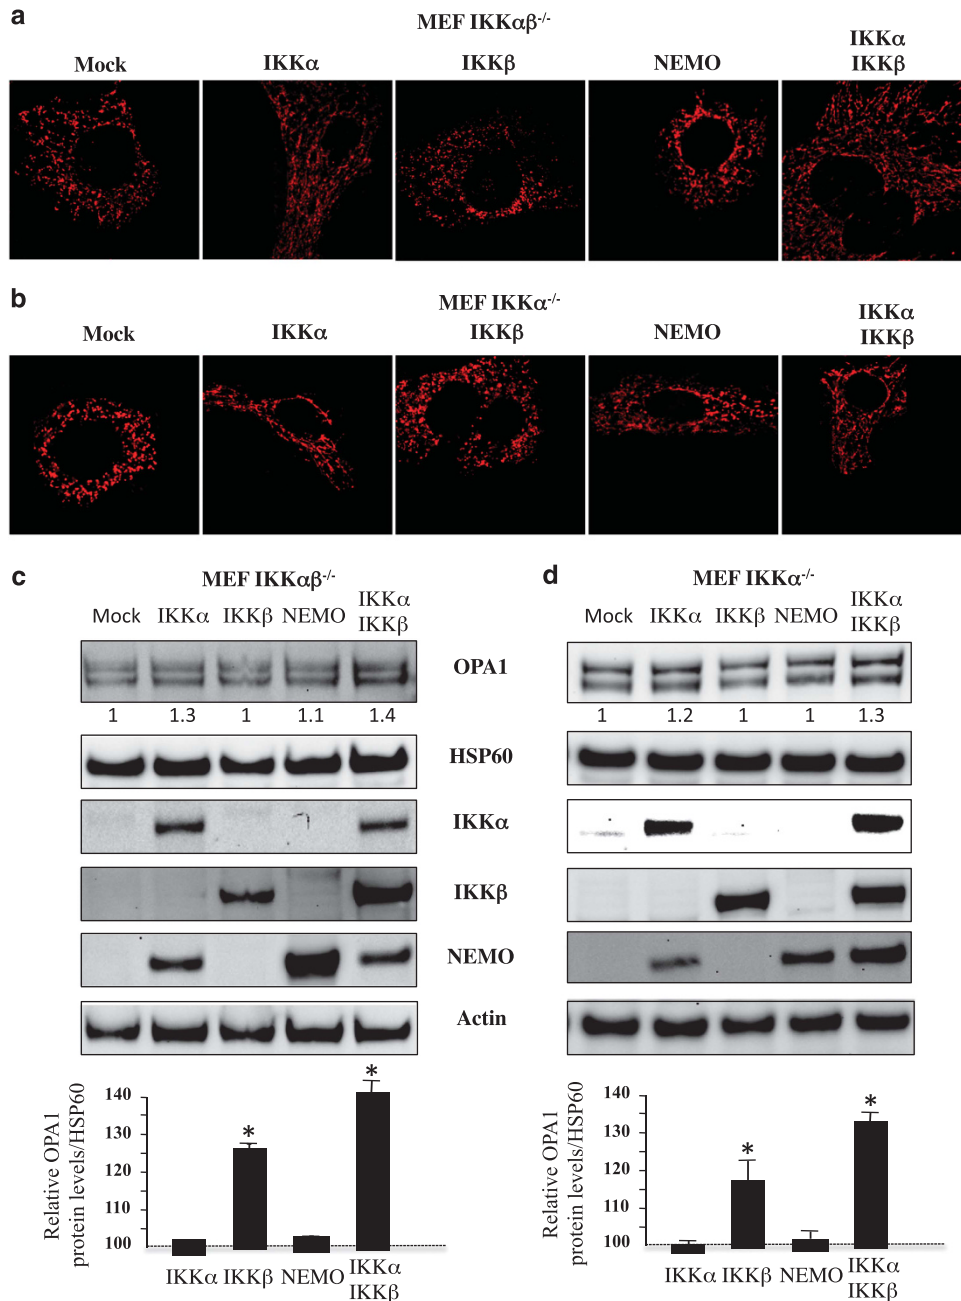 a
MEF IKKαβ-/-
Mock
IKKα
IKKβ
NEMO
IKKα
IKKβ
b
MEF IKKα-/-
Mock
IKKα
IKKβ
NEMO
IKKα
IKKβ
c
MEF IKKαβ-/-
Mock IKKα IKKβ NEMO IKKα
IKKβ
OPA1
1 1.3 1 1.1 1.4
HSP60
IKKα
IKKβ
NEMO
Actin
d
MEF IKKα-/-
Mock IKKα IKKβ NEMO IKKα
IKKβ
1 1.2 1 1 1.3
Relative OPA1
protein levels/HSP60
140
130
120
110
100
*
*
IKKα IKKβ NEMO IKKα
IKKβ
Relative OPA1
protein levels/HSP60
140
130
120
110
100
*
*
IKKα IKKβ NEMO IKKα
IKKβ